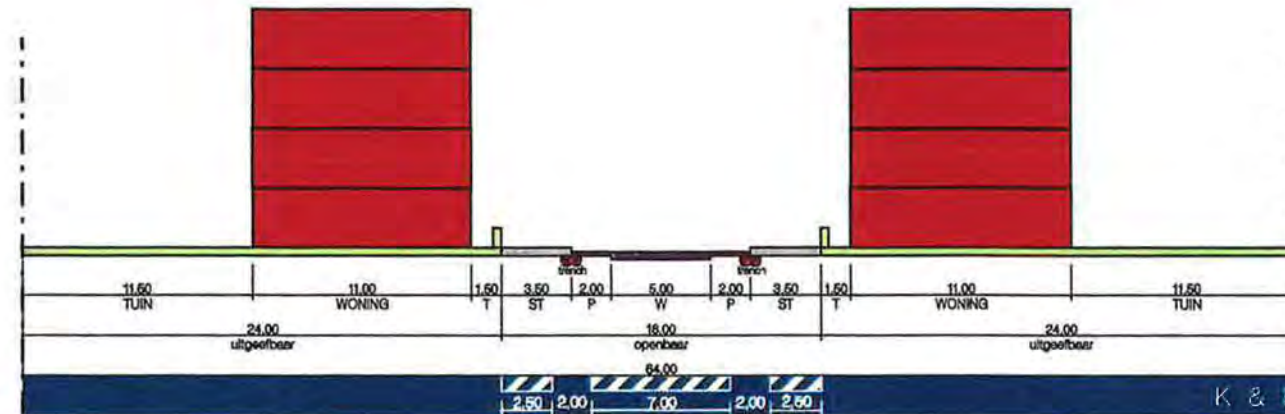 trench trench
11.50 11.00 1.50 3.50 2.00 5.00 2.00 3.50 1.50 11.00 11.50
TUIN WONING T ST P W P ST T WONING TUIN
24.00 16.00 24.00
uitgeefbaar openbaar uitgeefbaar
64.00
2,50 2,00 7,00 2,00 2,50 K &